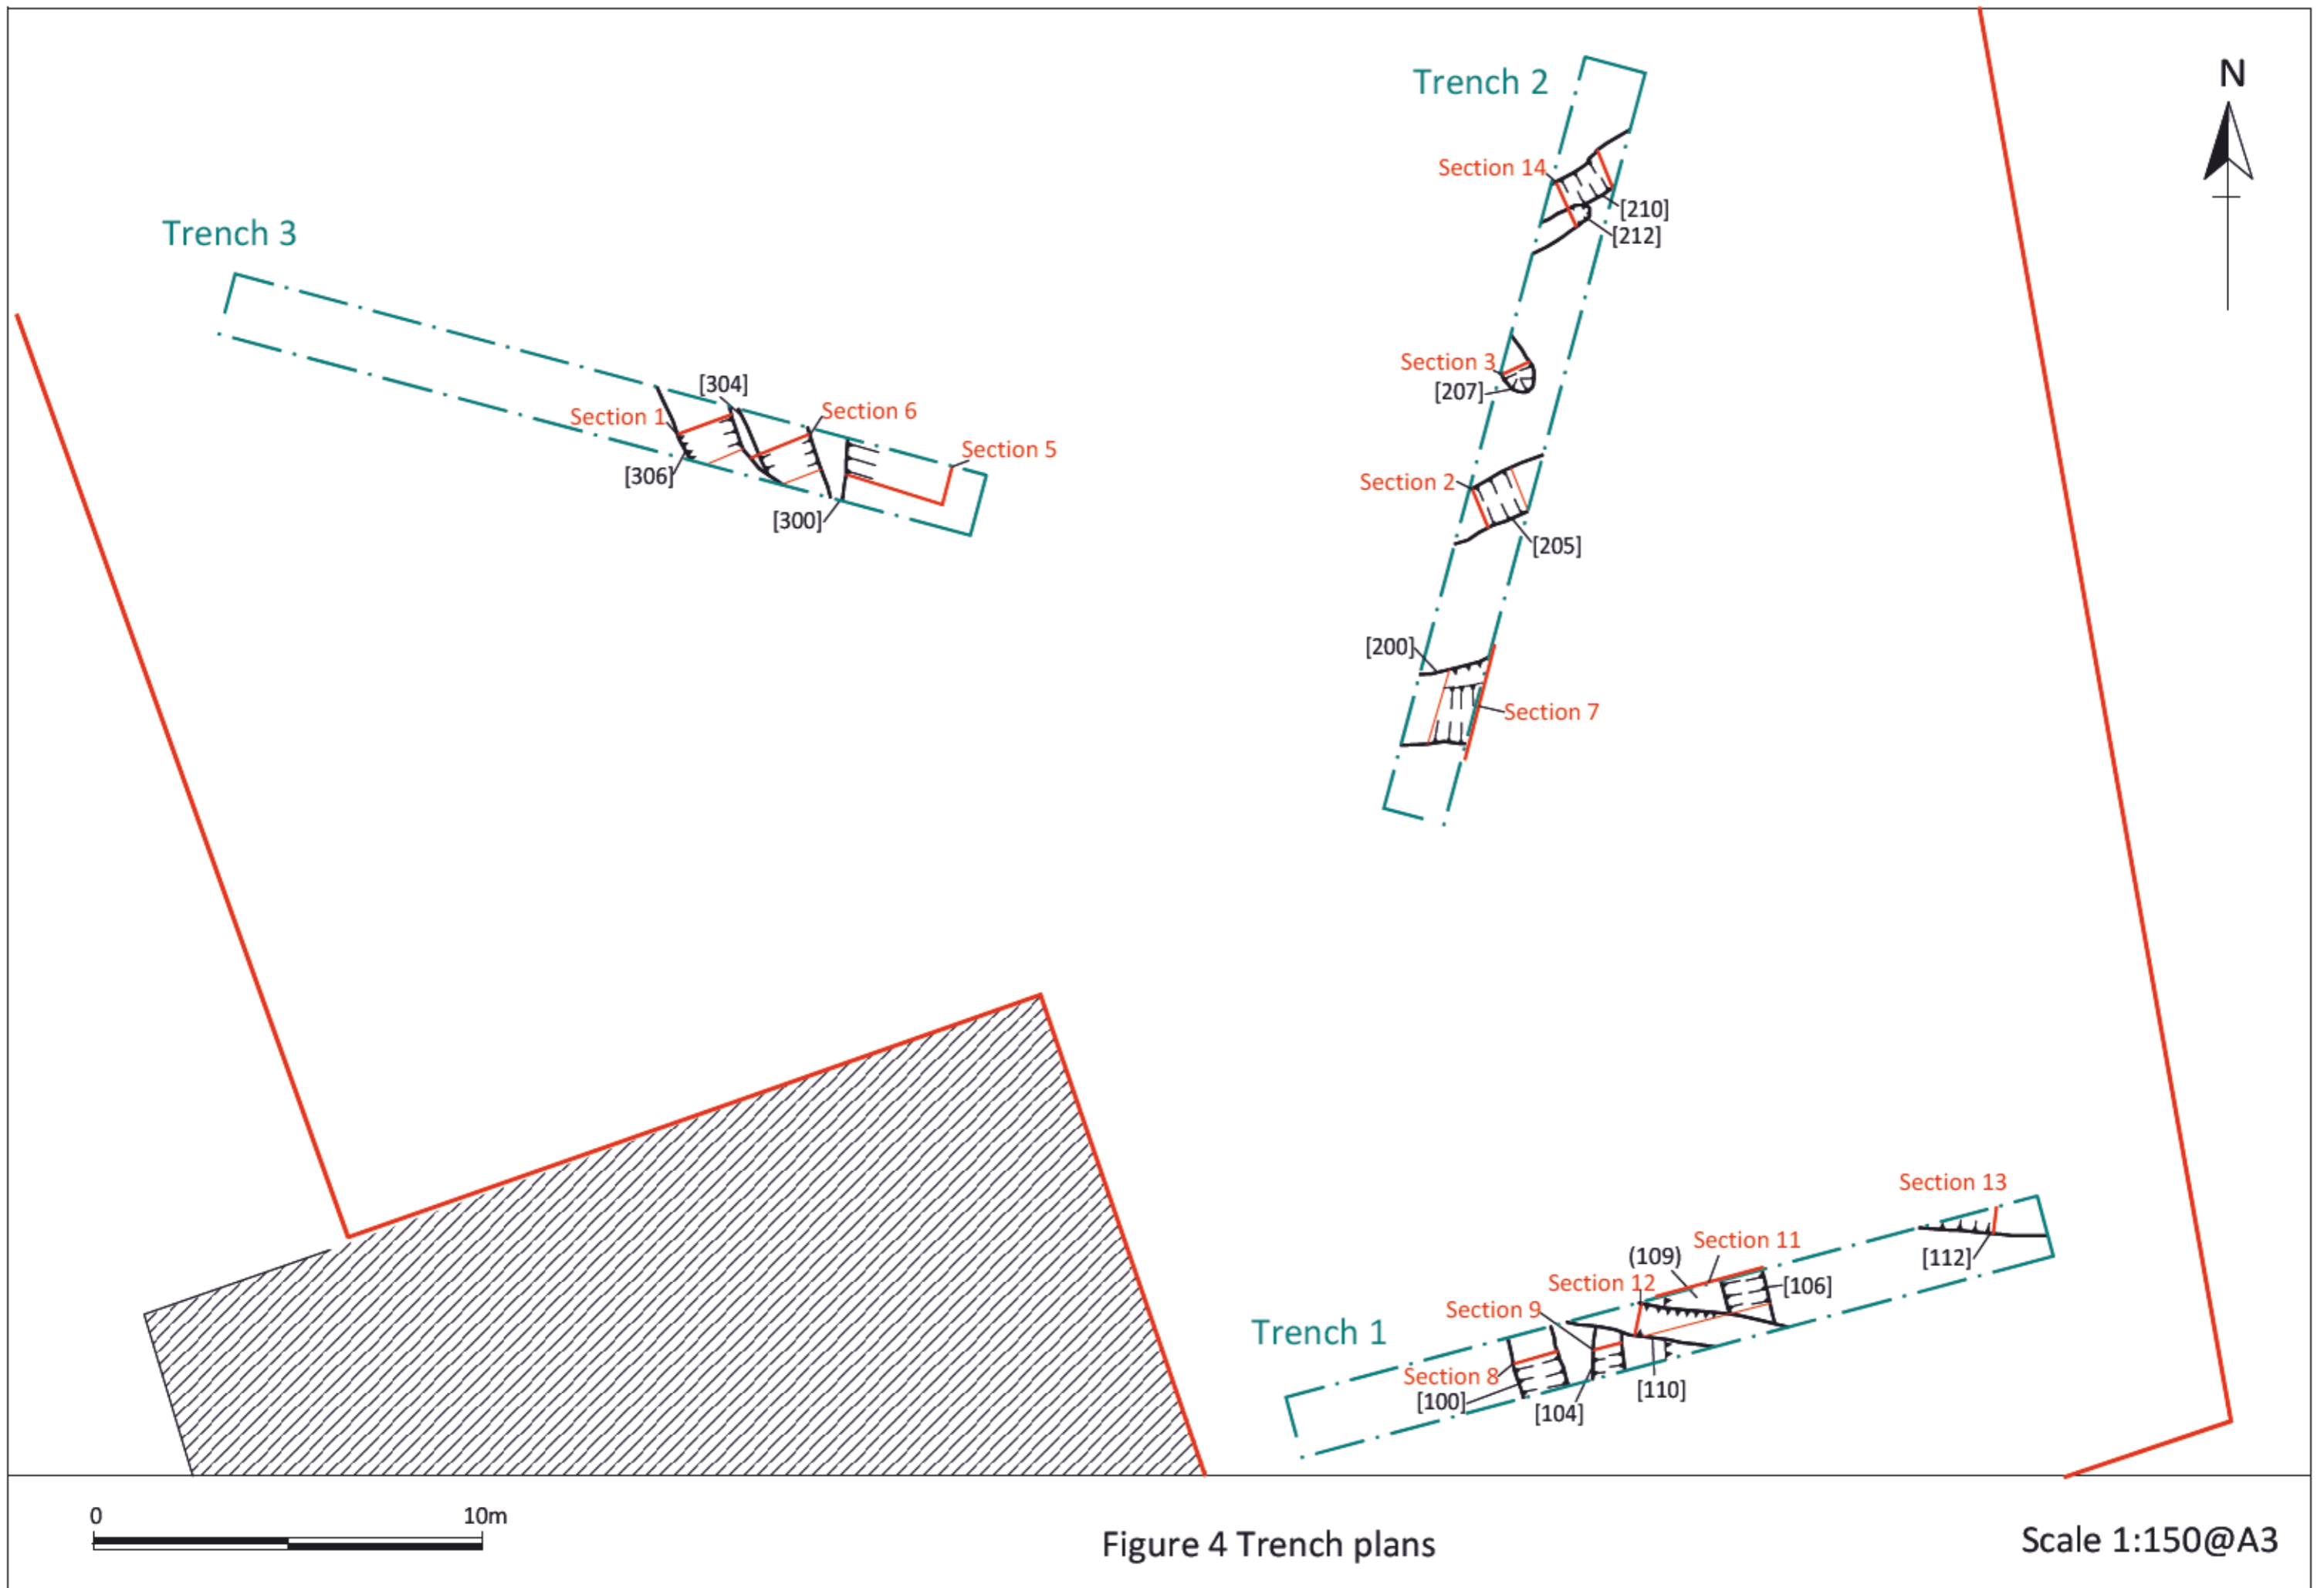 Trench 2
N
Section 14
[210]
[212]
Trench 3
Section 3
[207]
[304]
Section 1
Section 6
[306]
Section 5
[300]
Section 2
[205]
[200]
Section 7
Section 13
[112]
Section 11
(109)
Section 12
[106]
Section 9
Trench 1
Section 8
[100]
[104]
[110]
0 10m
Figure 4 Trench plans
Scale 1:150@A3